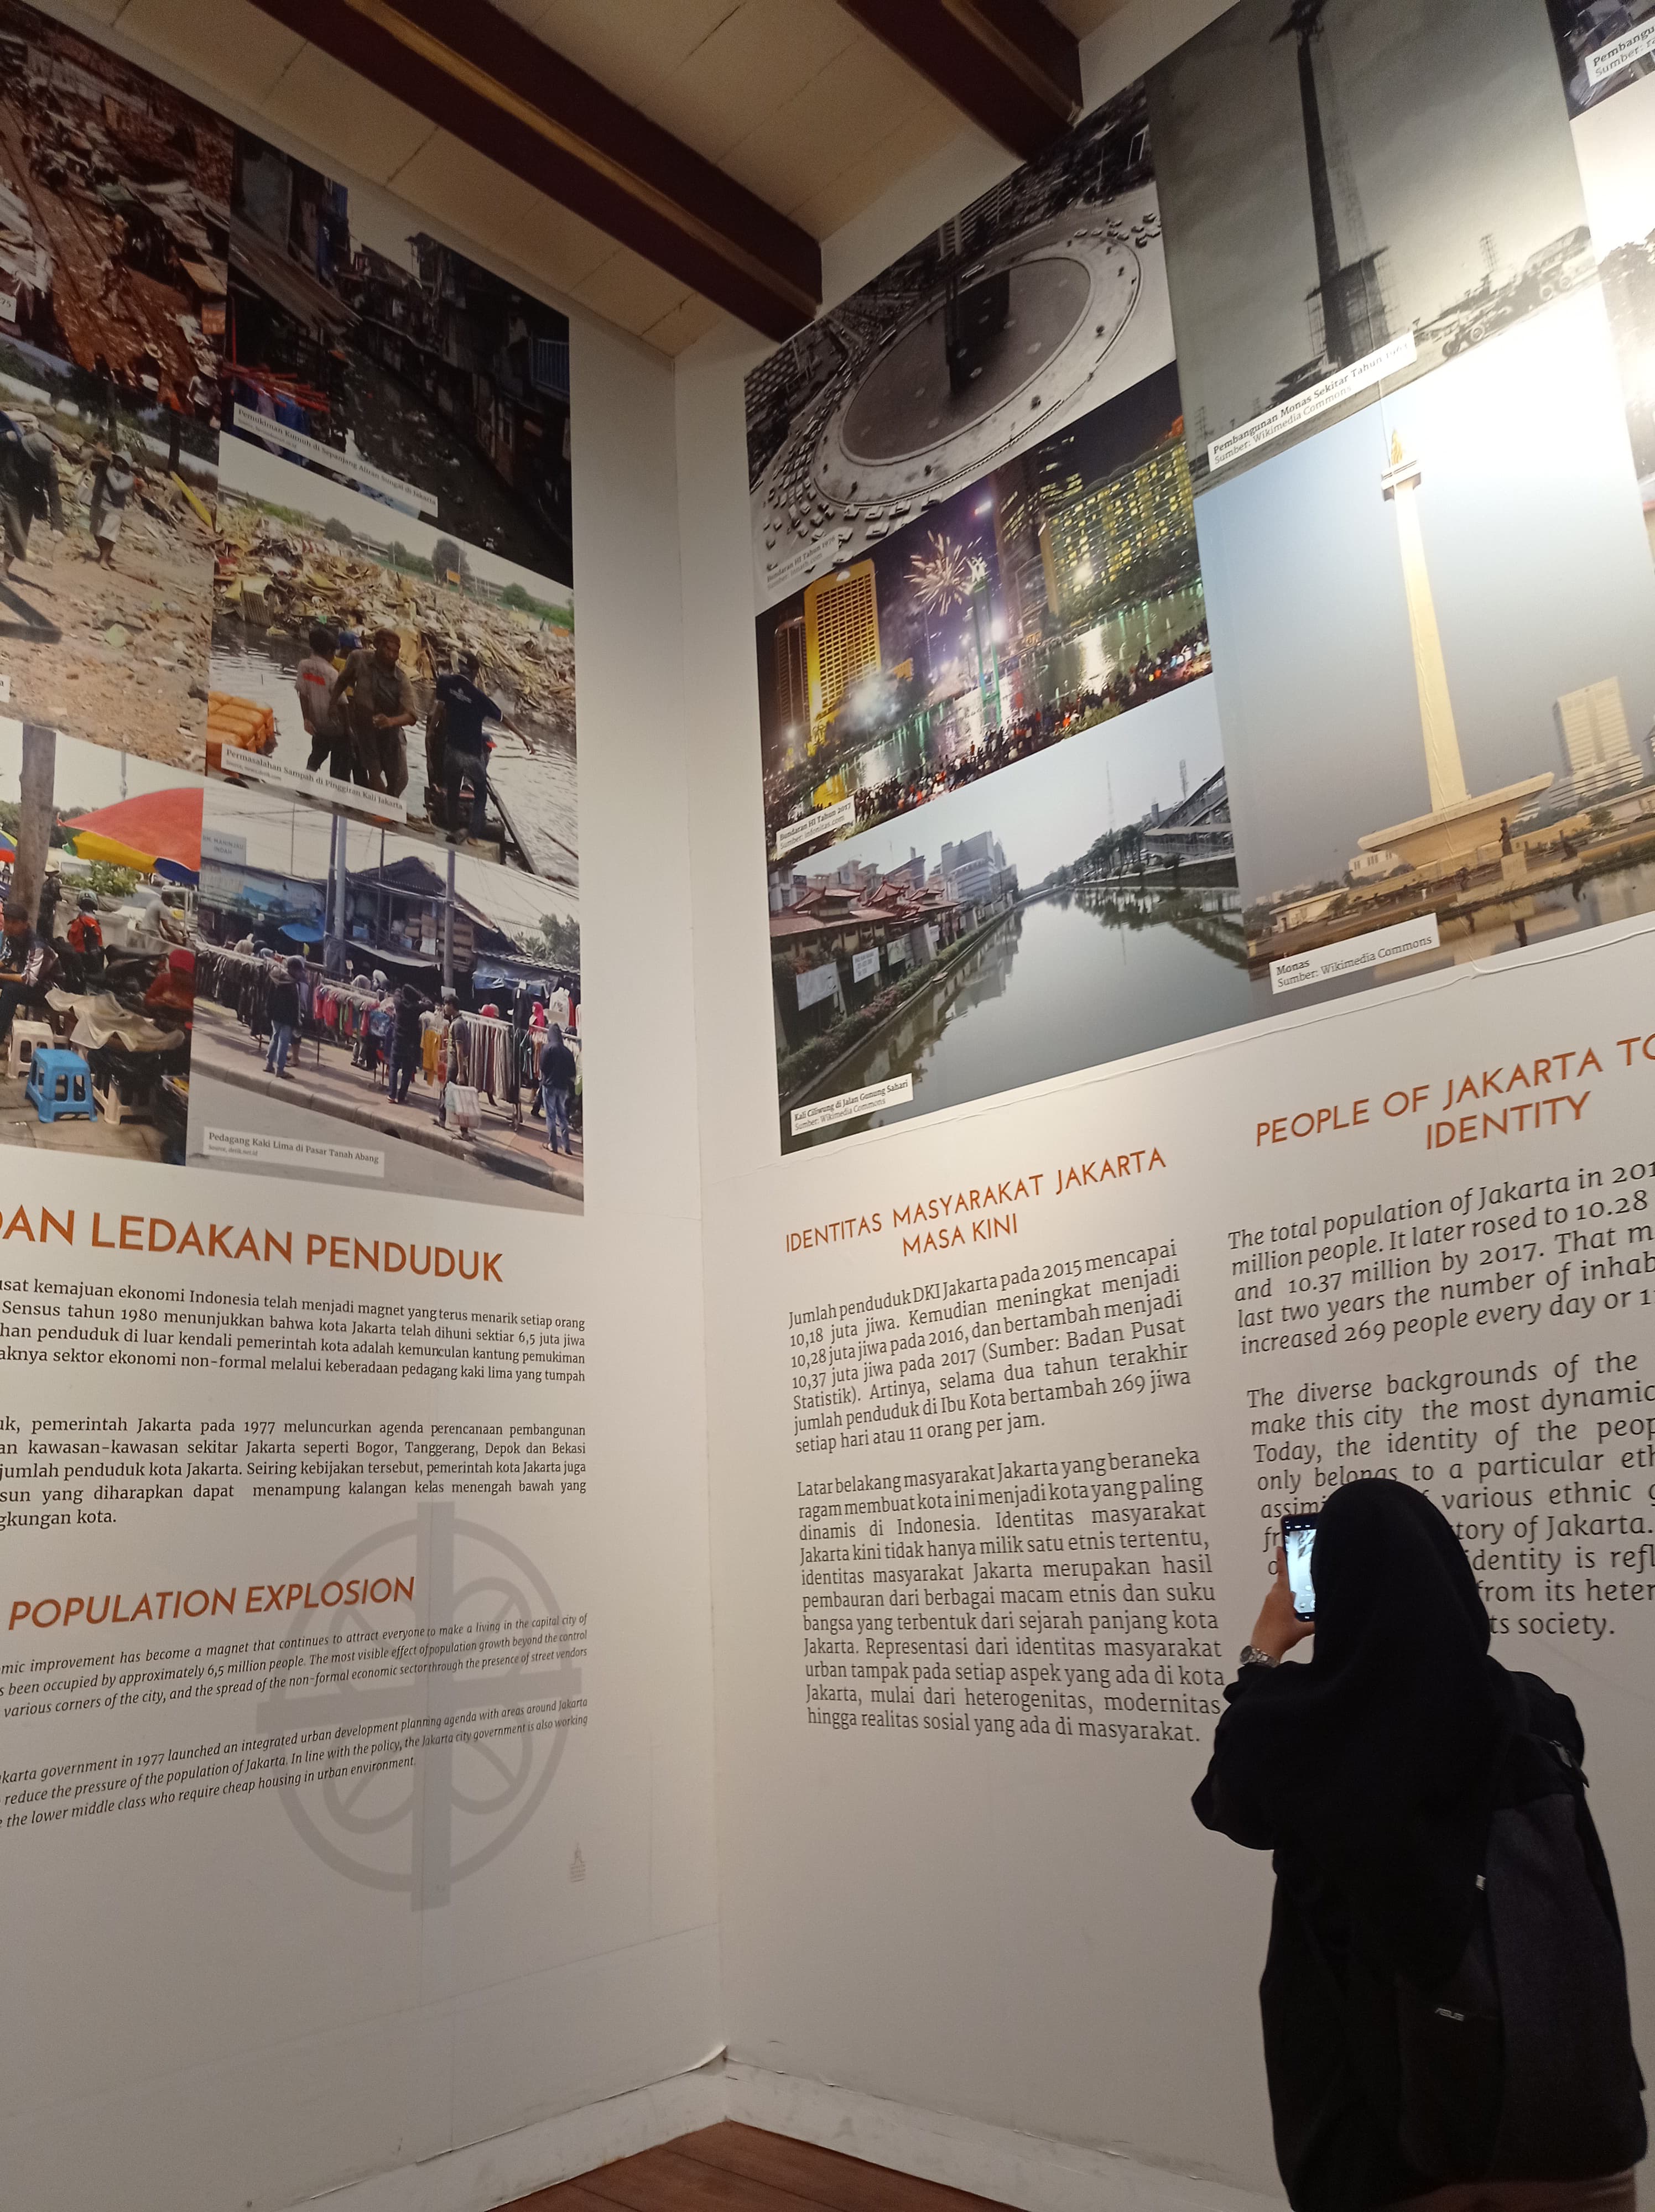 75
Pemukiman Kumuh di Sepanjang Aliran Sungai di Jakarta
Permasalahan Sampah di Pinggiran Kali Jakarta
Pedagang Kaki Lima di Pasar Tanah Abang
DAN LEDAKAN PENDUDUK
usat kemajuan ekonomi Indonesia telah menjadi magnet yang terus menarik setiap orang
Sensus tahun 1980 menunjukkan bahwa kota Jakarta telah dihuni sektiar 6,5 juta jiwa
han penduduk di luar kendali pemerintah kota adalah kemunculan kantung pemukiman
aknya sektor ekonomi non-formal melalui keberadaan pedagang kaki lima yang tumpah
uk, pemerintah Jakarta pada 1977 meluncurkan agenda perencanaan pembangunan
an kawasan-kawasan sekitar Jakarta seperti Bogor, Tanggerang, Depok dan Bekasi
jumlah penduduk kota Jakarta. Seiring kebijakan tersebut, pemerintah kota Jakarta juga
sun yang diharapkan dapat menampung kalangan kelas menengah bawah yang
gkungan kota.
POPULATION EXPLOSION
mic improvement has become a magnet that continues to attract everyone to make a living in the capital city of
s been occupied by approximately 6,5 million people. The most visible effect of population growth beyond the control
various corners of the city, and the spread of the non-formal economic sector through the presence of street vendors
karta government in 1977 launched an integrated urban development planning agenda with areas around Jakarta
reduce the pressure of the population of Jakarta. In line with the policy, the Jakarta city government is also working
e the lower middle class who require cheap housing in urban environment.
Bundaran HI Tahun 1976
Bundaran HI Tahun 2017
Kali Ciliwung di Jalan Gunung Sahari
Sumber: Wikimedia Commons
Pembangunan Monas Sekitar Tahun 1963
Sumber: Wikimedia Commons
Monas
Sumber: Wikimedia Commons
Pembangu
Sumber: r
IDENTITAS MASYARAKAT JAKARTA
MASA KINI
Jumlah penduduk DKI Jakarta pada 2015 mencapai
10,18 juta jiwa. Kemudian meningkat menjadi
10,28 juta jiwa pada 2016, dan bertambah menjadi
10,37 juta jiwa pada 2017 (Sumber: Badan Pusat
Statistik). Artinya, selama dua tahun terakhir
jumlah penduduk di Ibu Kota bertambah 269 jiwa
setiap hari atau 11 orang per jam.
Latar belakang masyarakat Jakarta yang beraneka
ragam membuat kota ini menjadi kota yang paling
dinamis di Indonesia. Identitas masyarakat
Jakarta kini tidak hanya milik satu etnis tertentu,
identitas masyarakat Jakarta merupakan hasil
pembauran dari berbagai macam etnis dan suku
bangsa yang terbentuk dari sejarah panjang kota
Jakarta. Representasi dari identitas masyarakat
urban tampak pada setiap aspek yang ada di kota
Jakarta, mulai dari heterogenitas, modernitas
hingga realitas sosial yang ada di masyarakat.
PEOPLE OF JAKARTA TO
IDENTITY
The total population of Jakarta in 201
million people. It later rosed to 10.28
and 10.37 million by 2017. That m
last two years the number of inhab
increased 269 people every day or 1
The diverse backgrounds of the
make this city the most dynamic
Today, the identity of the peop
only belongs to a particular eth
assimi various ethnic g
fr tory of Jakarta.
identity is refl
from its heter
ts society.
ASUS